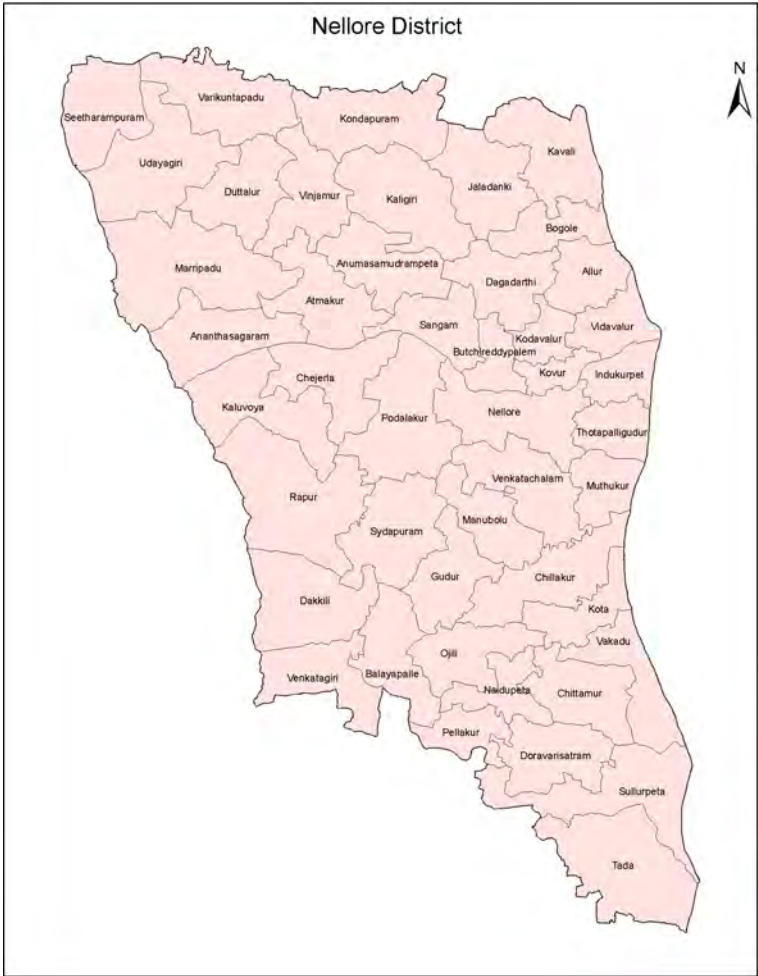 Nellore District
N
Varikuntapadu
Seetharampuram
Kondapuram
Kavali
Udayagiri
Duttalur
Vinjamur
Kaligiri
Jaladanki
Bogole
Marripadu
Anumasamudrampeta
Allur
Dagadarthi
Atmakur
Ananthasagaram
Sangam
Kodavalur
Vidavalur
Butchireddypalem
Kovur
Indukurpet
Chejerla
Kaluvoya
Podalakur
Nellore
Thotapalligudur
Venkatachalam
Muthukur
Rapur
Manubolu
Sydapuram
Gudur
Chillakur
Dakkili
Kota
Vakadu
Ojili
Venkatagiri
Balayapalle
Naidupeta
Chittamur
Pellakur
Doravarisatram
Sullurpeta
Tada